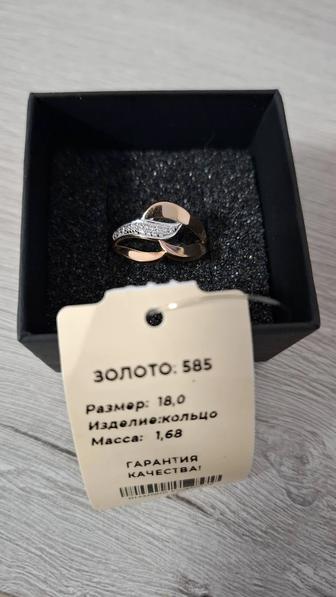 ЗОЛОТО: 585
Размер: 18,0
Изделие:кольцо
Масса: 1,68
ГАРАНТИЯ
КАЧЕСТВА!